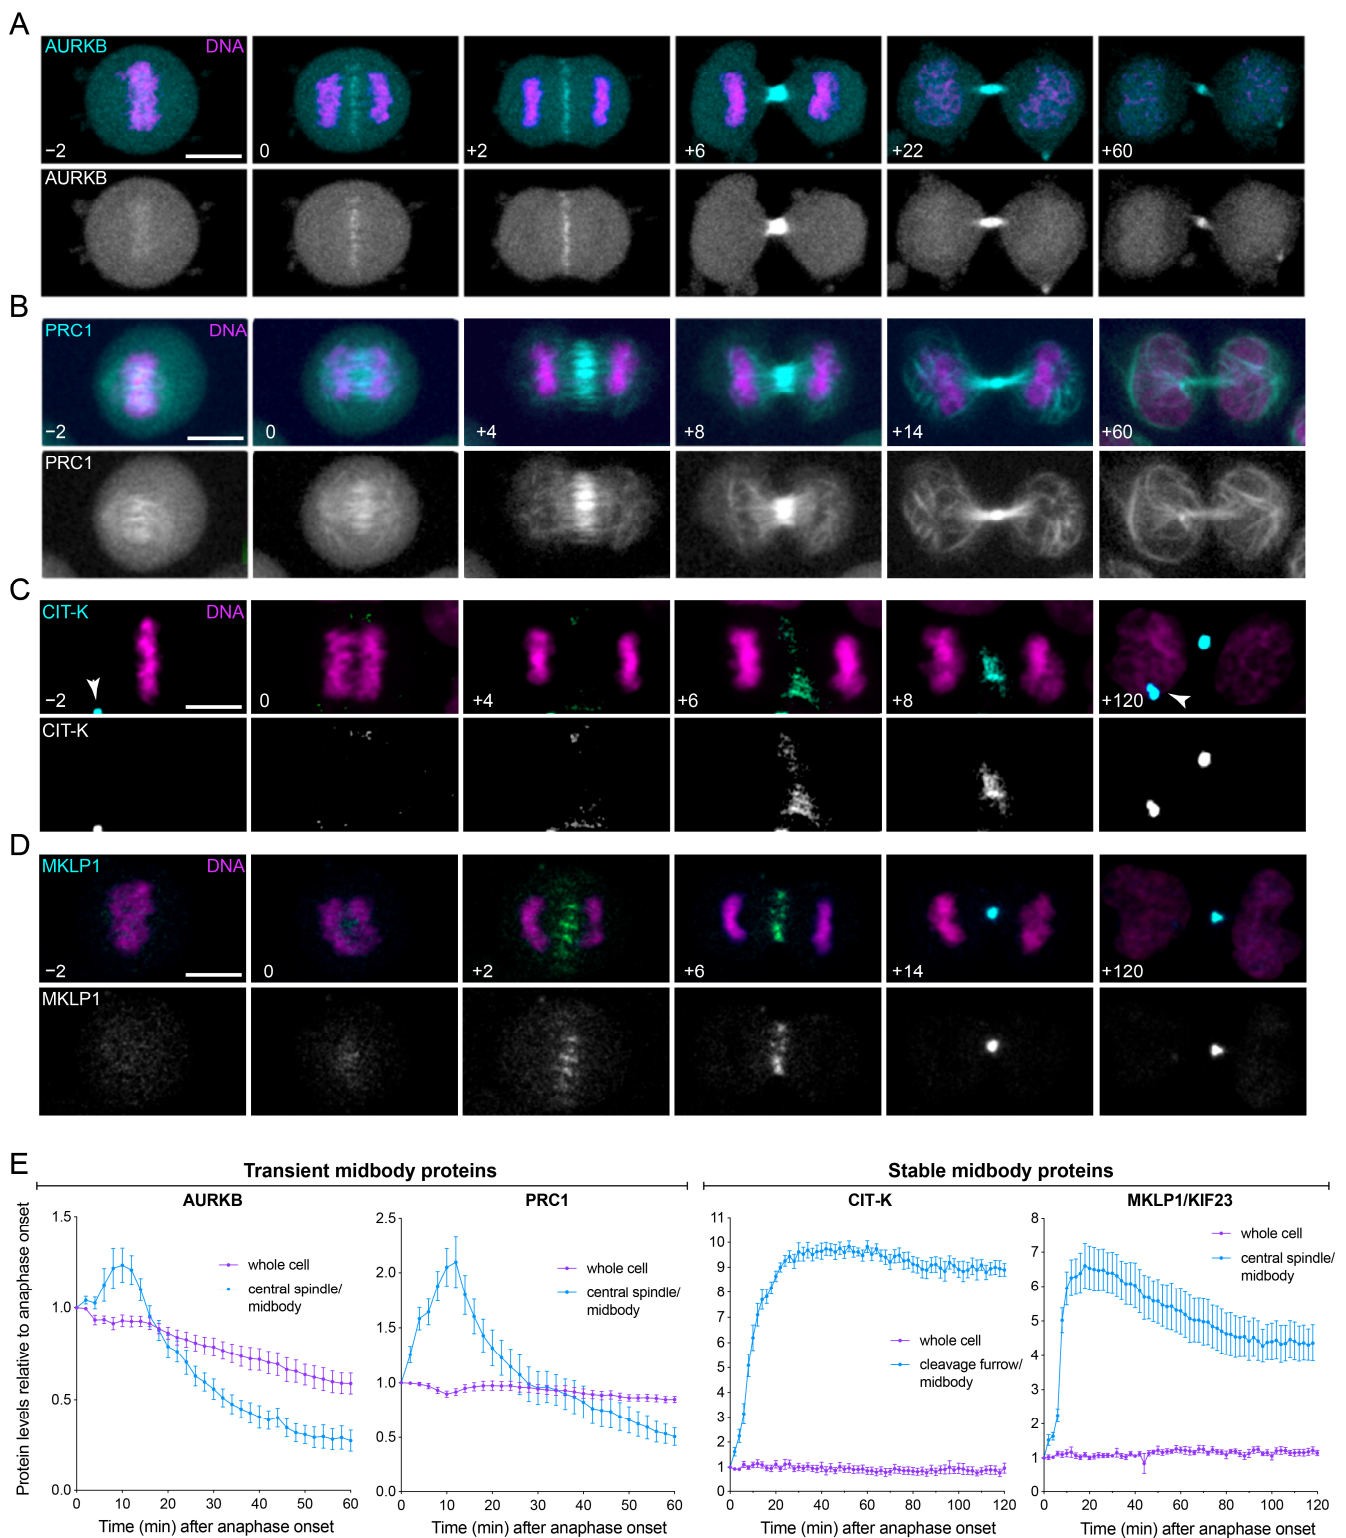 A
AURKB DNA
−2 0 +2 +6 +22 +60
AURKB
B
PRC1 DNA
−2 0 +4 +8 +14 +60
PRC1
C
CIT-K DNA
−2 0 +4 +6 +8 +120
CIT-K
D
MKLP1 DNA
−2 0 +2 +6 +14 +120
MKLP1
E
Transient midbody proteins Stable midbody proteins
AURKB PRC1 CIT-K MKLP1/KIF23
Protein levels relative to anaphase onset
1.5
1.0
0.5
0.0
0 10 20 30 40 50 60
whole cell
central spindle/
midbody
Time (min) after anaphase onset
2.5
2.0
1.5
1.0
0.5
0.0
0 10 20 30 40 50 60
whole cell
central spindle/
midbody
Time (min) after anaphase onset
11
10
9
8
7
6
5
4
3
2
1
0
0 20 40 60 80 100 120
whole cell
cleavage furrow/
midbody
Time (min) after anaphase onset
8
7
6
5
4
3
2
1
0
0 20 40 60 80 100 120
whole cell
central spindle/
midbody
Time (min) after anaphase onset